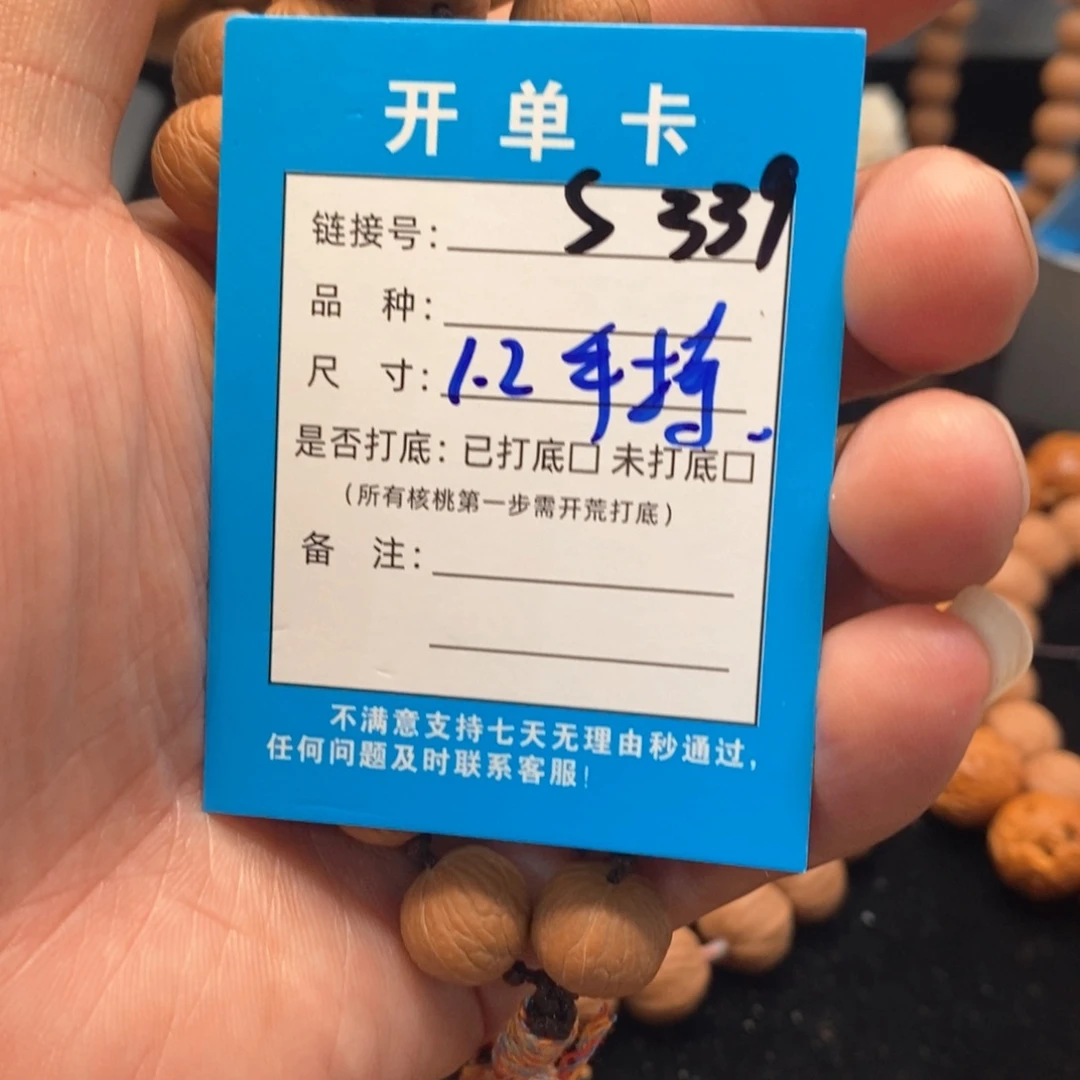 开单卡
链接号: S 339
品 种:
尺 寸: 1.2 手持.
是否打底: 已打底□ 未打底□
(所有核桃第一步需开荒打底)
备 注:
不满意支持七天无理由秒通过,
任何问题及时联系客服!